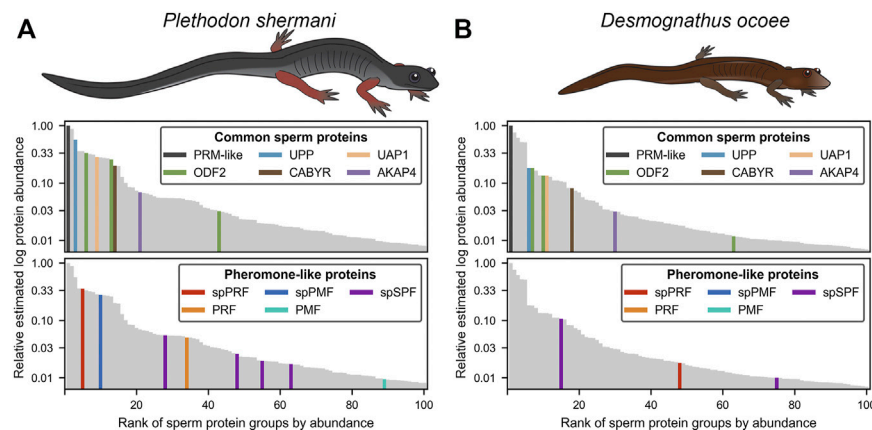 A
Plethodon shermani
Relative estimated log protein abundance
1.00
0.33
0.10
0.03
0.01
Common sperm proteins
PRM-like UPP UAP1
ODF2 CABYR AKAP4
1.00
0.33
0.10
0.03
0.01
Pheromone-like proteins
spPRF spPMF spSPF
PRF PMF
0 20 40 60 80 100
Rank of sperm protein groups by abundance
B
Desmognathus ocoee
Relative estimated log protein abundance
1.00
0.33
0.10
0.03
0.01
Common sperm proteins
PRM-like UPP UAP1
ODF2 CABYR AKAP4
1.00
0.33
0.10
0.03
0.01
Pheromone-like proteins
spPRF spPMF spSPF
PRF PMF
0 20 40 60 80 100
Rank of sperm protein groups by abundance